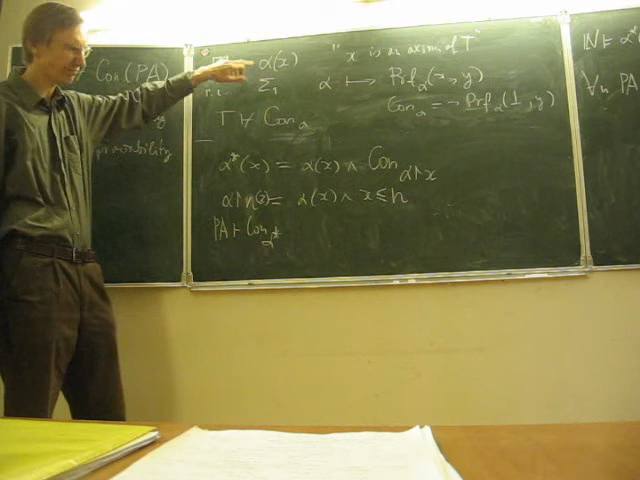 Con(PA)
provability
α(x) "x is an axiom of T"
r.e. Σ₁ α ⟼ Prf_α(x, y)
Con_α = ¬ Prf_α(⊥, y)
T ⊬ Con_α
α*(x) = α(x) ∧ Con_α↾x
α↾n(x) = α(x) ∧ x ≤ n
PA ⊢ Con_α*
ℕ ⊨ α*
∀n PA